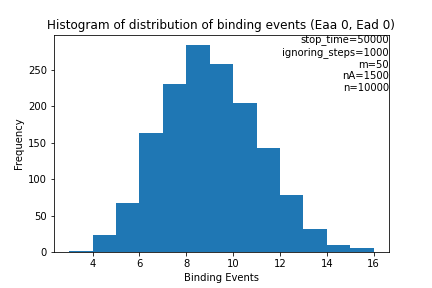 Histogram of distribution of binding events (Eaa 0, Ead 0)
stop_time=50000
ignoring_steps=1000
m=50
nA=1500
n=10000
250
200
150
100
50
0
Frequency
4 6 8 10 12 14 16
Binding Events